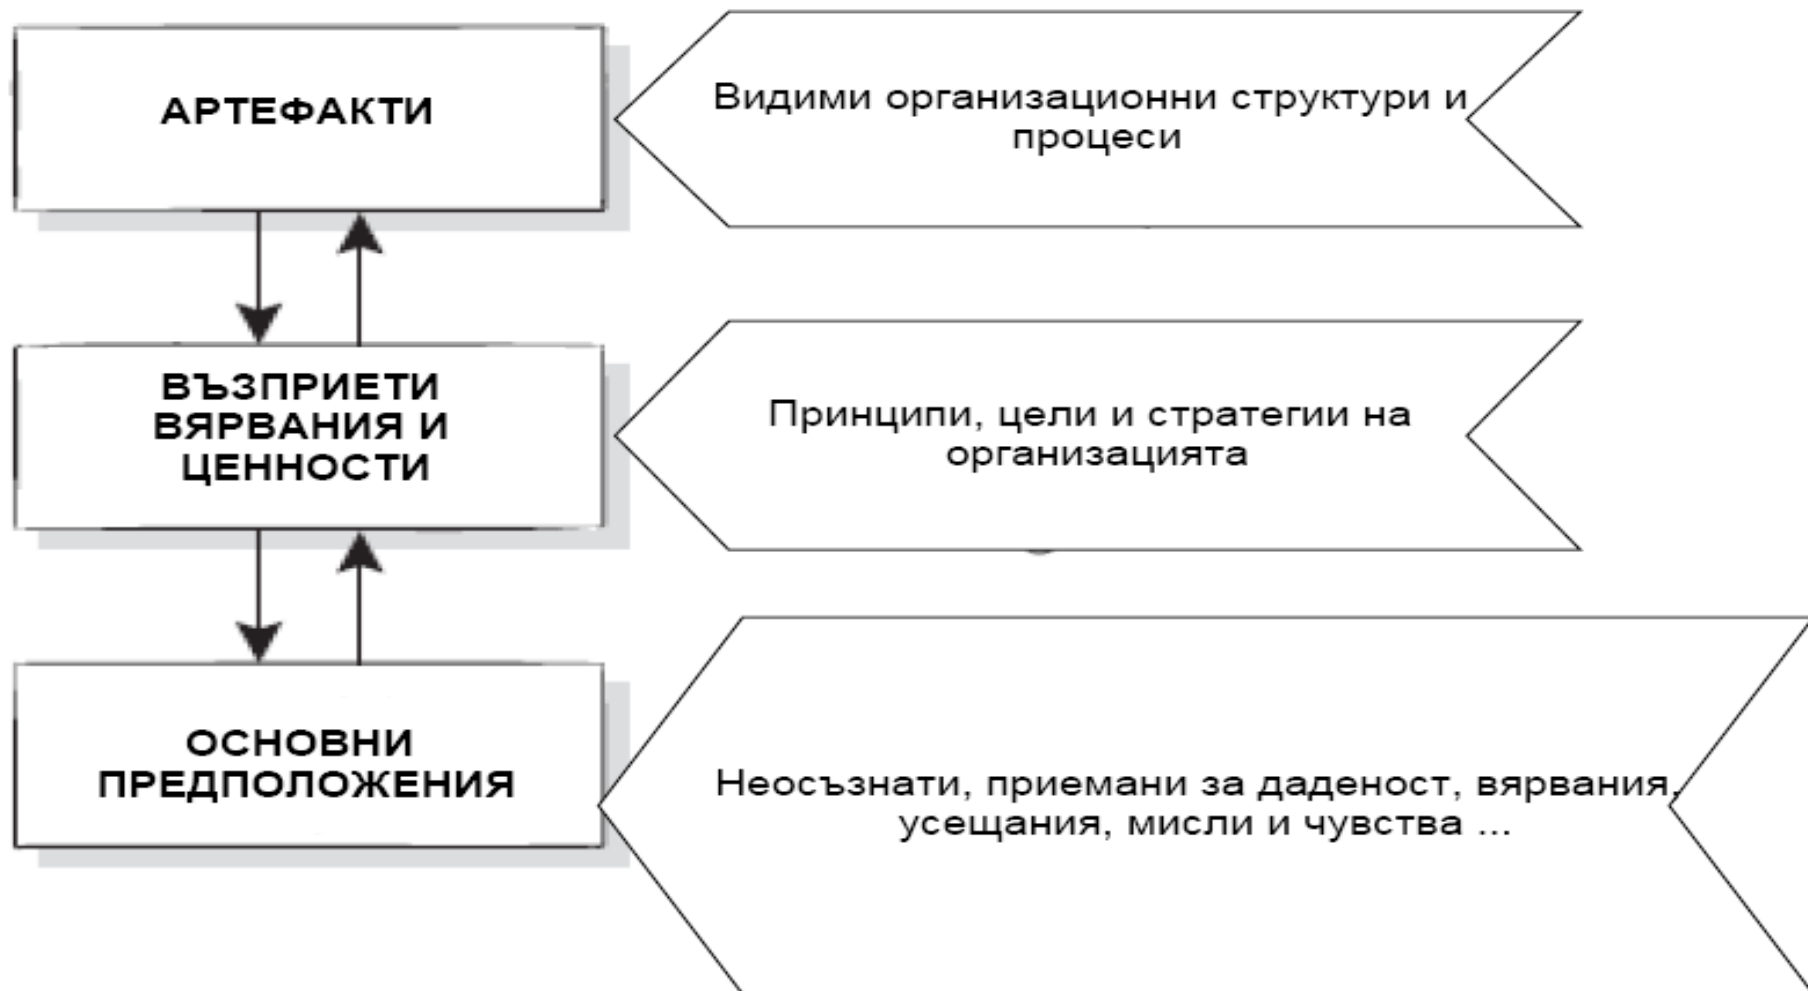 АРТЕФАКТИ
Видими организационни структури и
процеси
ВЪЗПРИЕТИ
ВЯРВАНИЯ И
ЦЕННОСТИ
Принципи, цели и стратегии на
организацията
ОСНОВНИ
ПРЕДПОЛОЖЕНИЯ
Неосъзнати, приемани за даденост, вярвания,
усещания, мисли и чувства ...